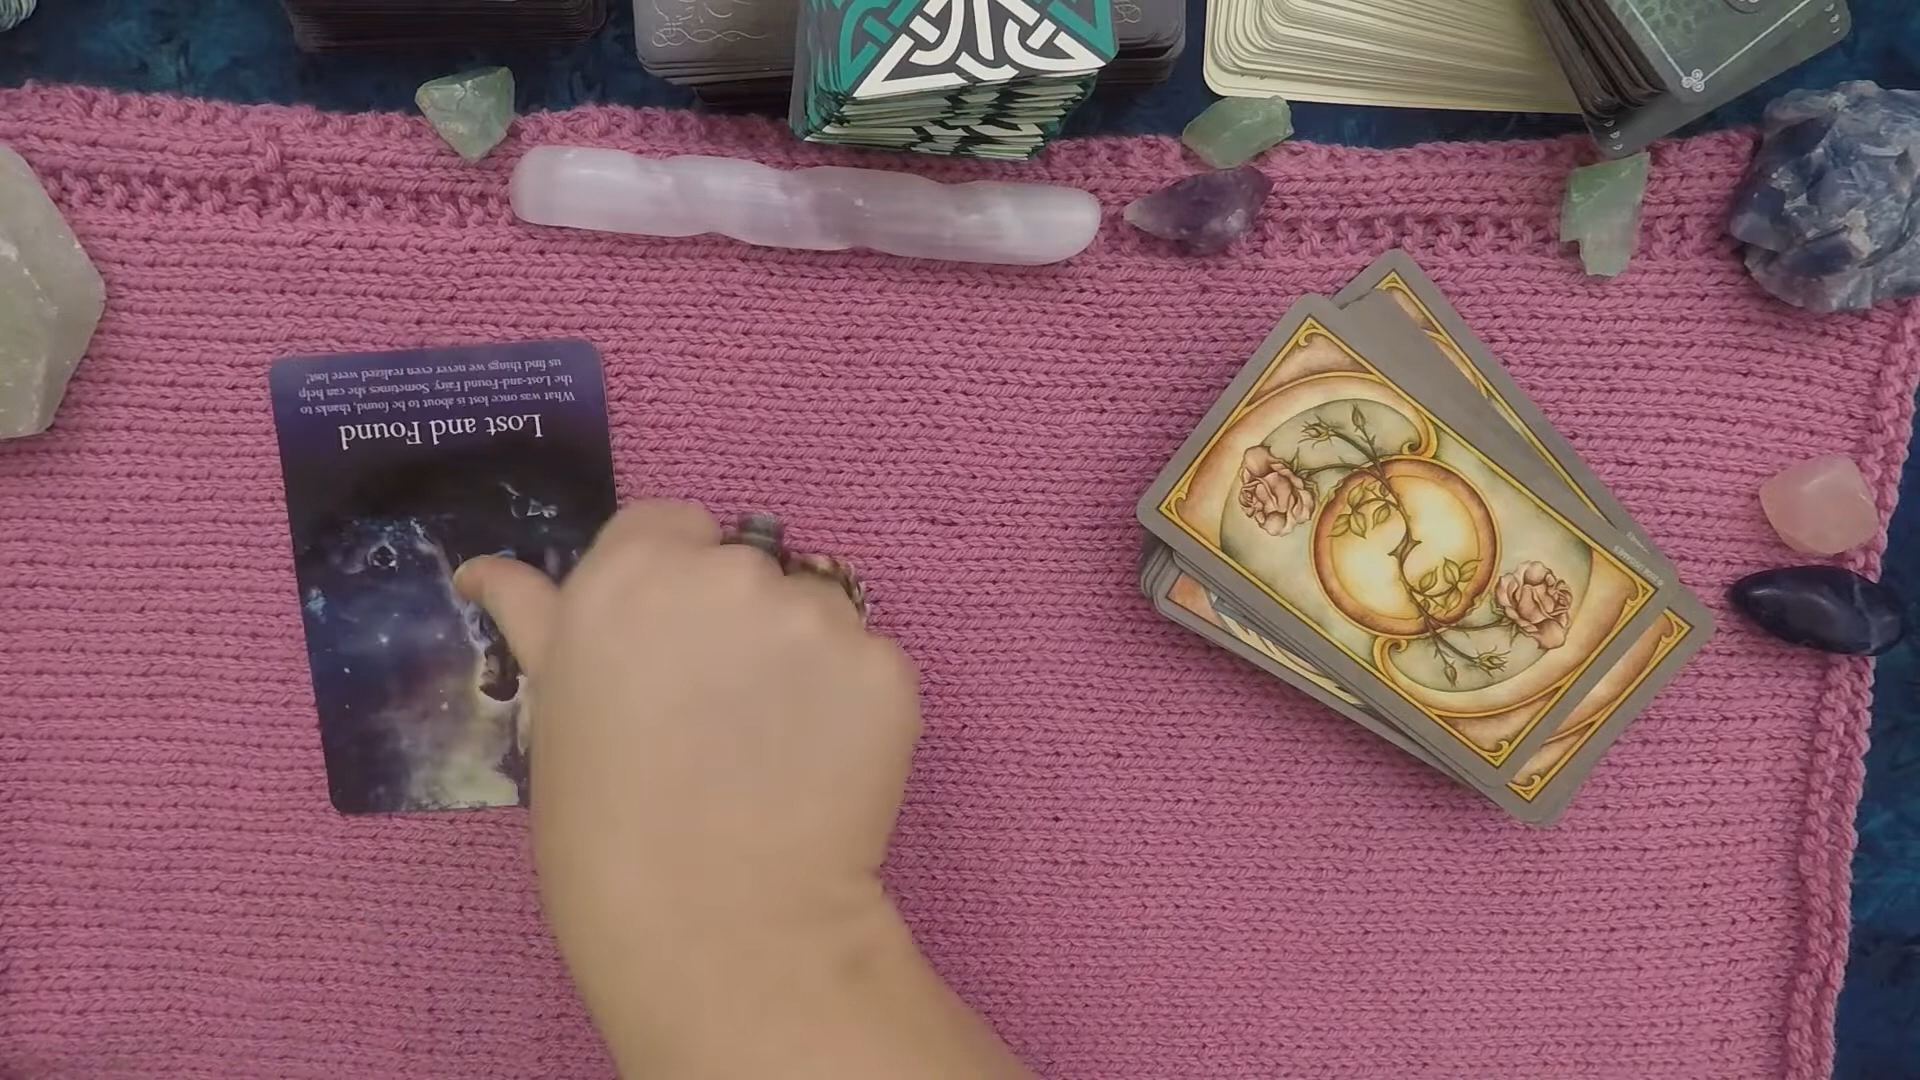 Lost and Found
What was once lost is about to be found, thanks to
the Lost-and-Found Fairy. Sometimes she can help
us find things we never even realized were lost!